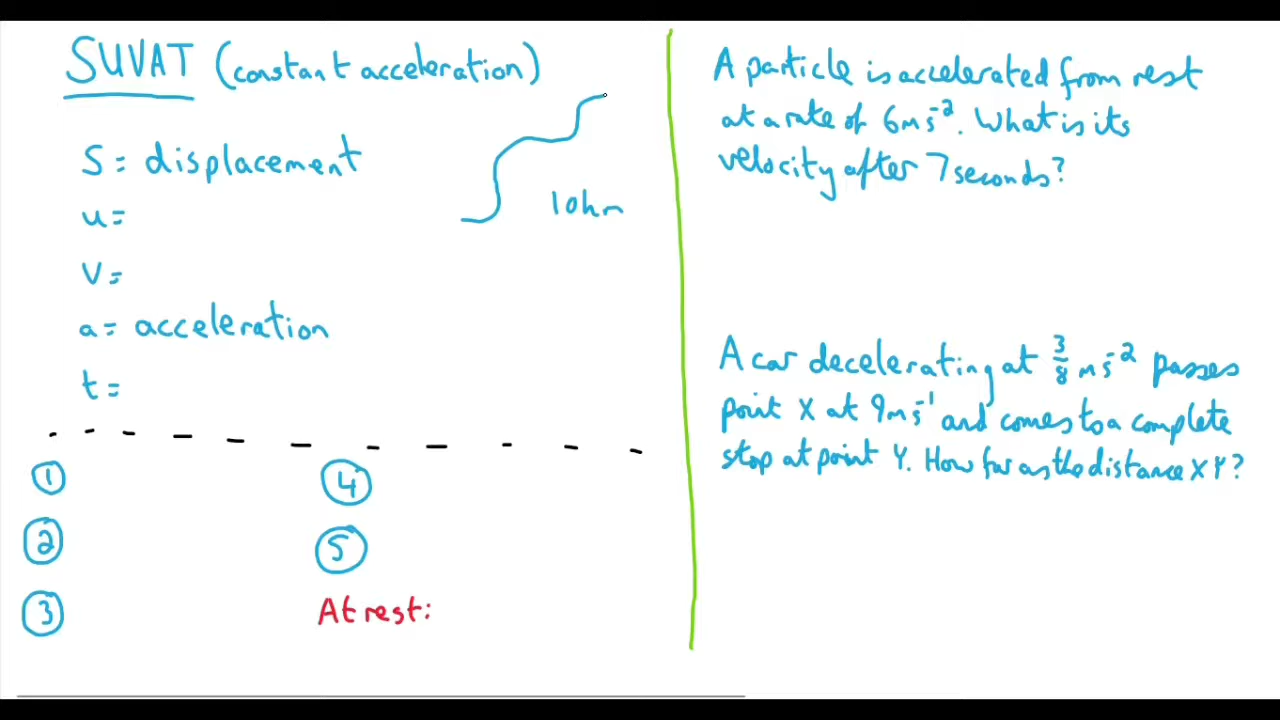 SUVAT (constant acceleration)
S = displacement
u =
V =
a = acceleration
t =
10km
①
②
③
④
⑤
At rest:
A particle is accelerated from rest
at a rate of 6ms⁻². What is its
velocity after 7 seconds?
A car decelerating at 3/8 ms⁻² passes
point X at 9ms⁻¹ and comes to a complete
stop at point Y. How far as the distance XY?